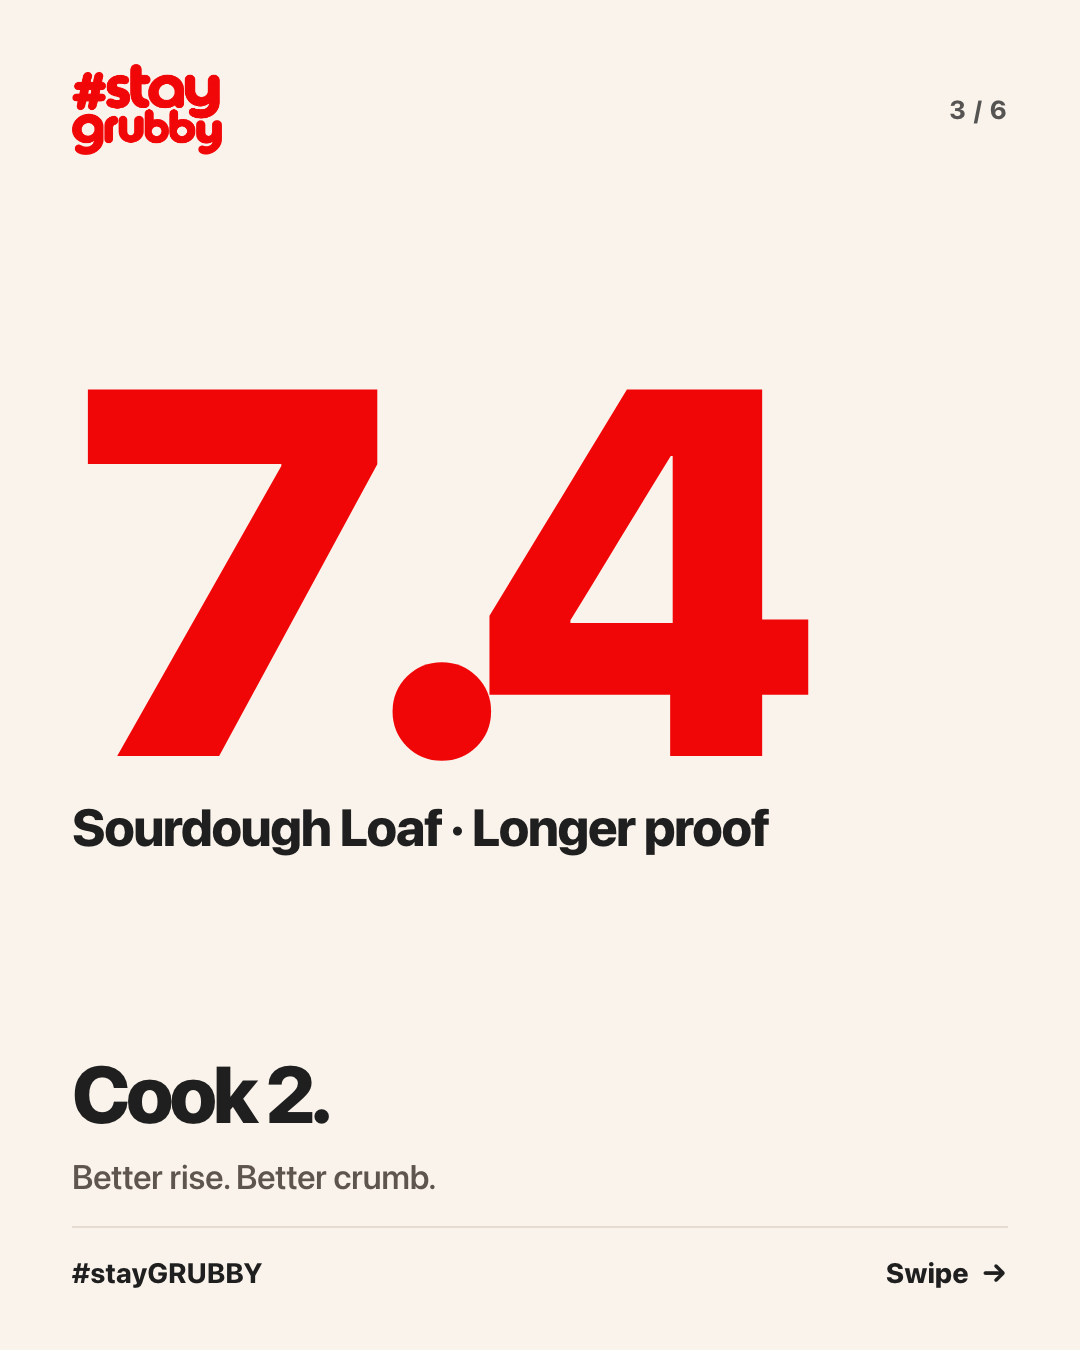 #stay
grubby
3 / 6
7.4
Sourdough Loaf · Longer proof
Cook 2.
Better rise. Better crumb.
#stayGRUBBY
Swipe →